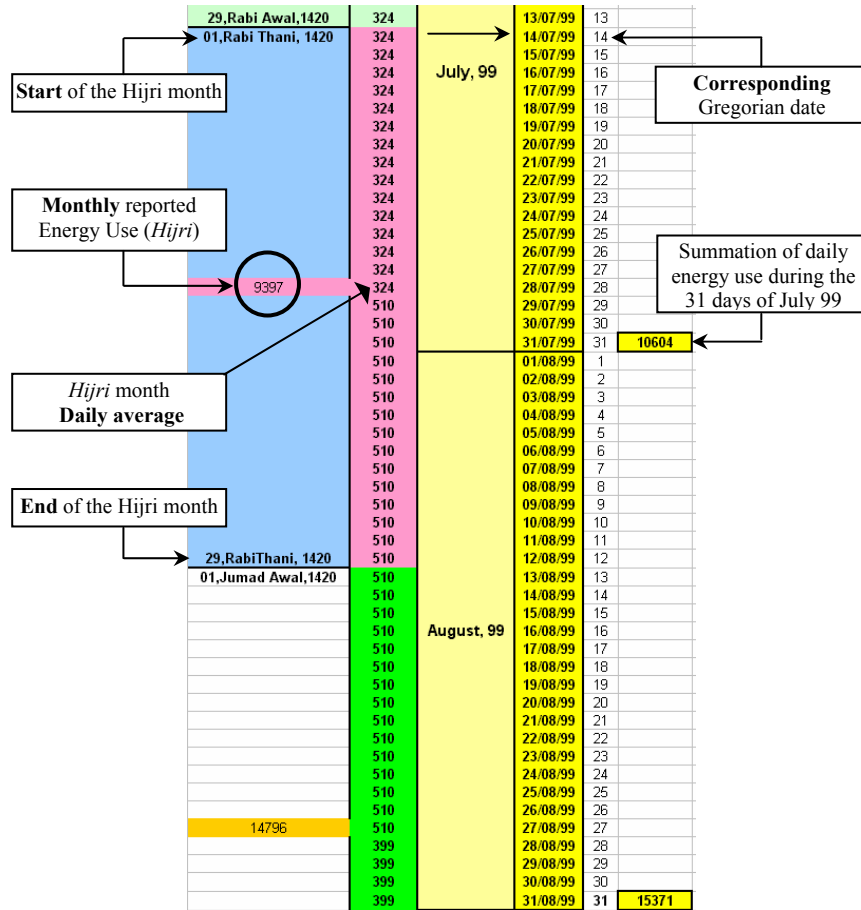 29,Rabi Awal,1420 324 13/07/99 13
01,Rabi Thani, 1420 324 14/07/99 14
324 15/07/99 15
324 July, 99 16/07/99 16
324 17/07/99 17
324 18/07/99 18
324 19/07/99 19
324 20/07/99 20
324 21/07/99 21
324 22/07/99 22
324 23/07/99 23
324 24/07/99 24
324 25/07/99 25
324 26/07/99 26
324 27/07/99 27
9397 324 28/07/99 28
510 29/07/99 29
510 30/07/99 30
510 31/07/99 31 10604
510 01/08/99 1
510 02/08/99 2
510 03/08/99 3
510 04/08/99 4
510 05/08/99 5
510 06/08/99 6
510 07/08/99 7
510 08/08/99 8
510 09/08/99 9
510 10/08/99 10
510 11/08/99 11
29,RabiThani, 1420 510 12/08/99 12
01,Jumad Awal,1420 510 13/08/99 13
510 14/08/99 14
510 15/08/99 15
510 August, 99 16/08/99 16
510 17/08/99 17
510 18/08/99 18
510 19/08/99 19
510 20/08/99 20
510 21/08/99 21
510 22/08/99 22
510 23/08/99 23
510 24/08/99 24
510 25/08/99 25
510 26/08/99 26
14796 510 27/08/99 27
399 28/08/99 28
399 29/08/99 29
399 30/08/99 30
399 31/08/99 31 15371
Start of the Hijri month
Monthly reported
Energy Use (Hijri)
Hijri month
Daily average
End of the Hijri month
Corresponding
Gregorian date
Summation of daily
energy use during the
31 days of July 99